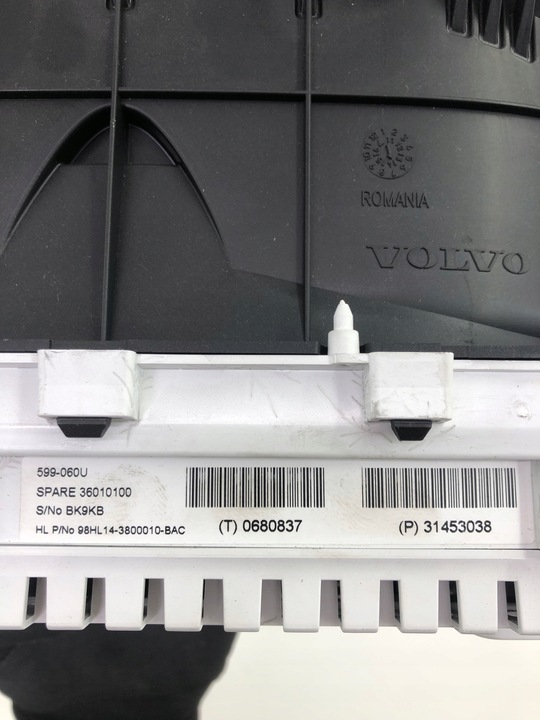 ROMANIA
VOLVO
599-060U
SPARE 36010100
S/No BK9KB
HL P/No 98HL14-3800010-BAC
(T) 0680837
(P) 31453038